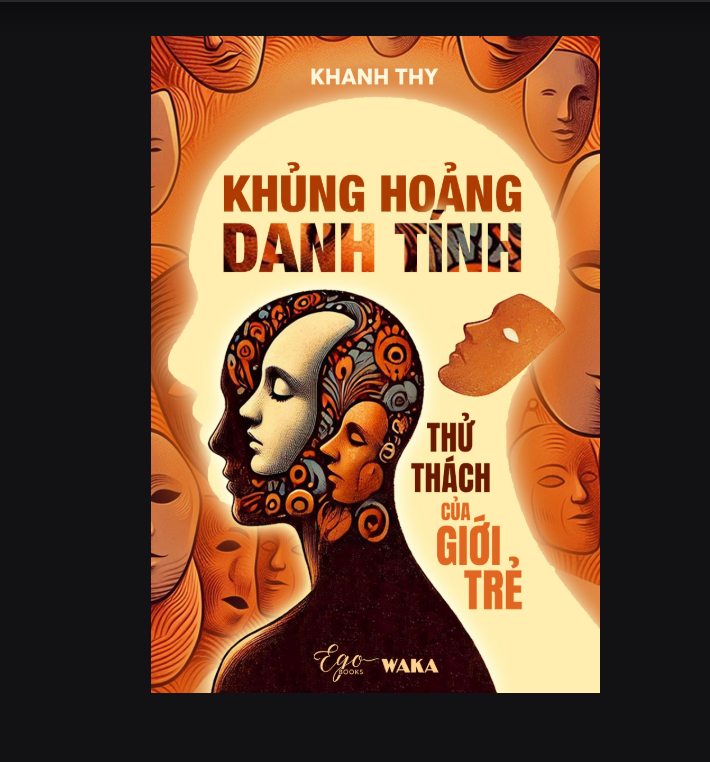 KHANH THY
KHỦNG HOẢNG
DANH TÍNH
THỬ
THÁCH
CỦA
GIỚI
TRẺ
Ego BOOKS WAKA